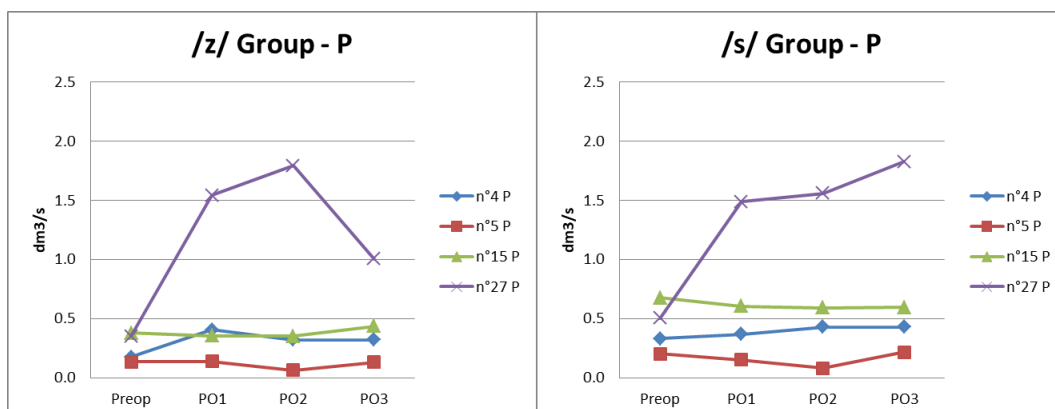 /z/ Group - P
2.5
2.0
1.5
1.0
0.5
0.0
dm3/s
Preop PO1 PO2 PO3
n°4 P
n°5 P
n°15 P
n°27 P
/s/ Group - P
2.5
2.0
1.5
1.0
0.5
0.0
dm3/s
Preop PO1 PO2 PO3
n°4 P
n°5 P
n°15 P
n°27 P